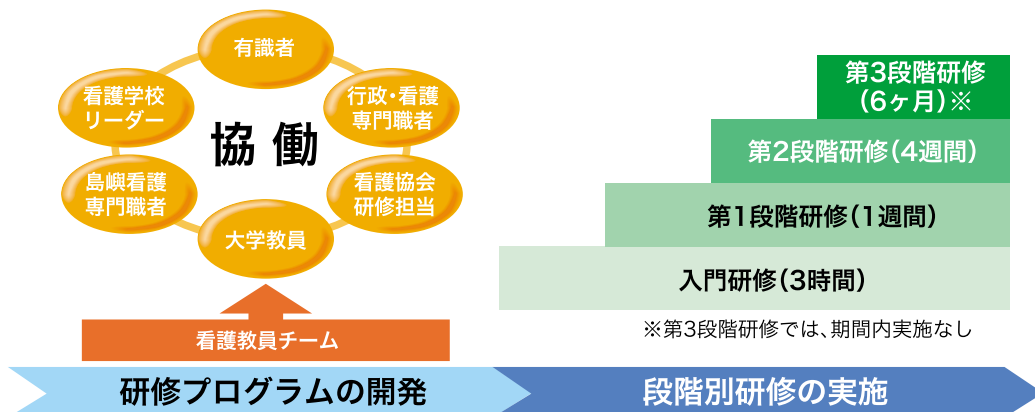 有識者
看護学校
リーダー
行政・看護
専門職者
協働
島嶼看護
専門職者
看護協会
研修担当
大学教員
看護教員チーム
研修プログラムの開発
第3段階研修
（6ヶ月）※
第2段階研修（4週間）
第1段階研修（1週間）
入門研修（3時間）
※第3段階研修では、期間内実施なし
段階別研修の実施